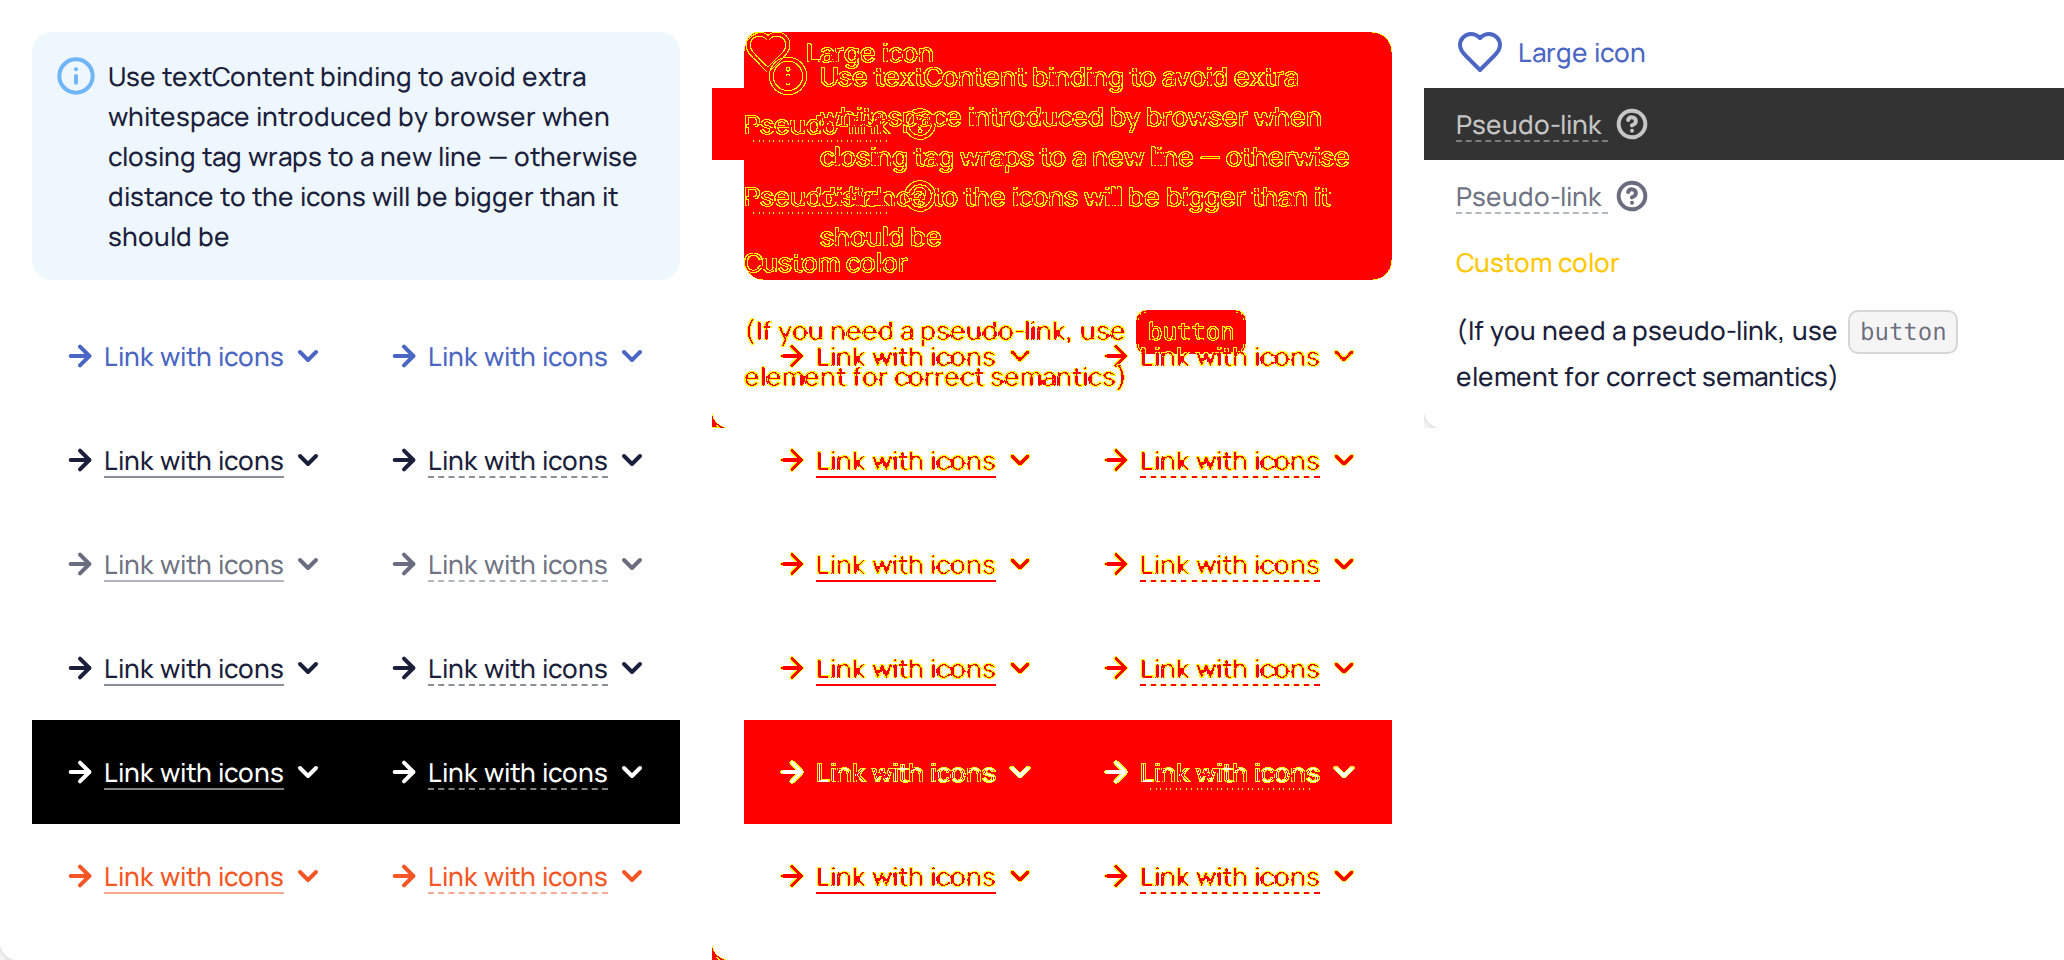 Use textContent binding to avoid extra
whitespace introduced by browser when
closing tag wraps to a new line — otherwise
distance to the icons will be bigger than it
should be
Link with icons Link with icons
Link with icons Link with icons
Link with icons Link with icons
Link with icons Link with icons
Link with icons Link with icons
Link with icons Link with icons
Large icon
Use textContent binding to avoid extra
whitespace introduced by browser when
Pseudo-link
closing tag wraps to a new line — otherwise
Pseudo-link
distance to the icons will be bigger than it
should be
Custom color
(If you need a pseudo-link, use button
Link with icons Link with icons
element for correct semantics)
Link with icons Link with icons
Link with icons Link with icons
Link with icons Link with icons
Link with icons Link with icons
Link with icons Link with icons
Large icon
Pseudo-link
Pseudo-link
Custom color
(If you need a pseudo-link, use button
element for correct semantics)